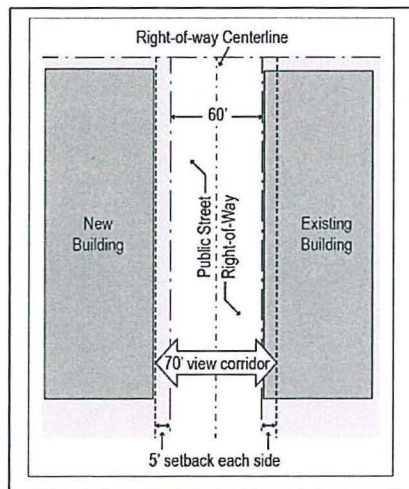 Right-of-way Centerline
60'
New
Building
Public Street
Right-of-Way
Existing
Building
70' view corridor
5' setback each side